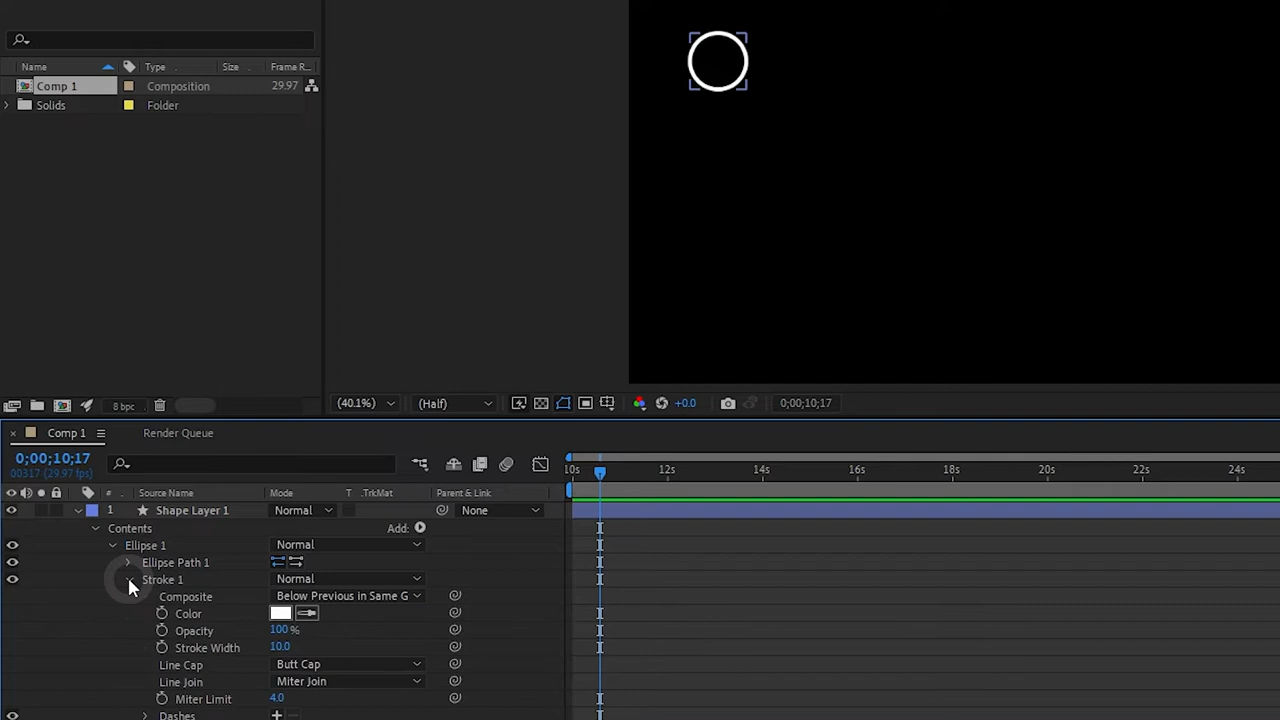 Name Type Size Frame R...
Comp 1 Composition 29.97
Solids Folder
8 bpc
(40.1%) (Half) +0.0 0;00;10;17
Comp 1 Render Queue
0;00;10;17
00317 (29.97 fps)
10s 12s 14s 16s 18s 20s 22s 24s
# Source Name Mode T .TrkMat Parent & Link
1 Shape Layer 1 Normal None
Contents Add:
Ellipse 1 Normal
Ellipse Path 1
Stroke 1 Normal
Composite Below Previous in Same G
Color
Opacity 100 %
Stroke Width 10.0
Line Cap Butt Cap
Line Join Miter Join
Miter Limit 4.0
Dashes + −